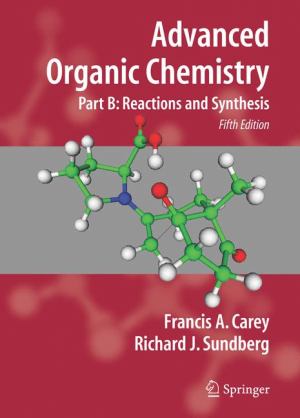 Advanced
Organic Chemistry
Part B: Reactions and Synthesis
Fifth Edition
Francis A. Carey
Richard J. Sundberg
Springer